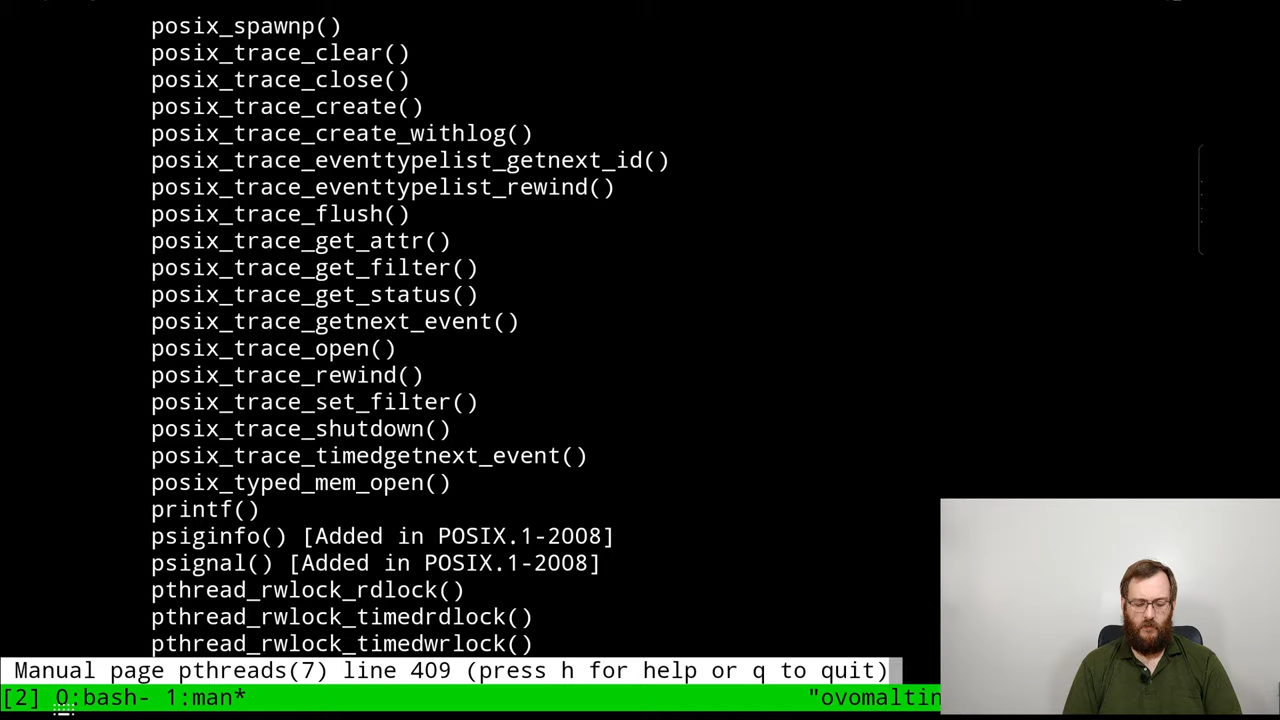 posix_spawnp()
posix_trace_clear()
posix_trace_close()
posix_trace_create()
posix_trace_create_withlog()
posix_trace_eventtypelist_getnext_id()
posix_trace_eventtypelist_rewind()
posix_trace_flush()
posix_trace_get_attr()
posix_trace_get_filter()
posix_trace_get_status()
posix_trace_getnext_event()
posix_trace_open()
posix_trace_rewind()
posix_trace_set_filter()
posix_trace_shutdown()
posix_trace_timedgetnext_event()
posix_typed_mem_open()
printf()
psiginfo() [Added in POSIX.1-2008]
psignal() [Added in POSIX.1-2008]
pthread_rwlock_rdlock()
pthread_rwlock_timedrdlock()
pthread_rwlock_timedwrlock()
Manual page pthreads(7) line 409 (press h for help or q to quit)
[2] 0:bash- 1:man* "ovomaltin